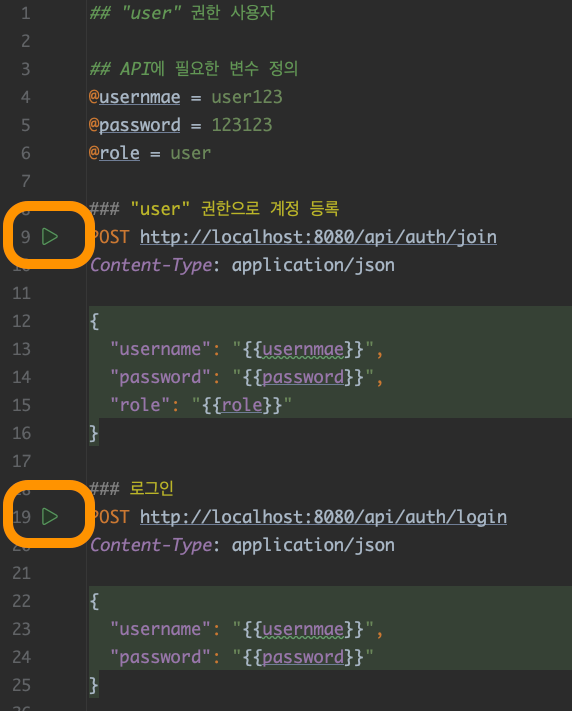 1 ## "user" 권한 사용자
2
3 ## API에 필요한 변수 정의
4 @usernmae = user123
5 @password = 123123
6 @role = user
7
8 ### "user" 권한으로 계정 등록
9 POST http://localhost:8080/api/auth/join
10 Content-Type: application/json
11
12 {
13 "username": "{{usernmae}}",
14 "password": "{{password}}",
15 "role": "{{role}}"
16 }
17
18 ### 로그인
19 POST http://localhost:8080/api/auth/login
20 Content-Type: application/json
21
22 {
23 "username": "{{usernmae}}",
24 "password": "{{password}}"
25 }